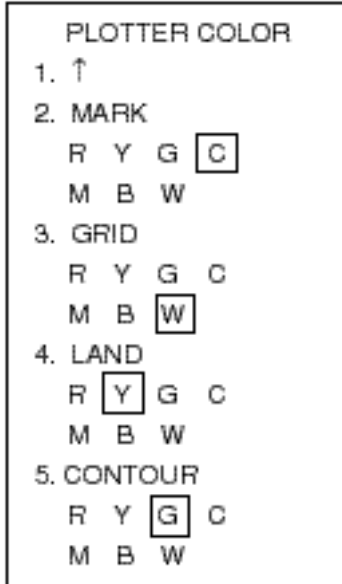 PLOTTER COLOR
1. ↑
2. MARK
R Y G C
M B W
3. GRID
R Y G C
M B W
4. LAND
R Y G C
M B W
5. CONTOUR
R Y G C
M B W